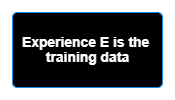 Experience E is the
training data